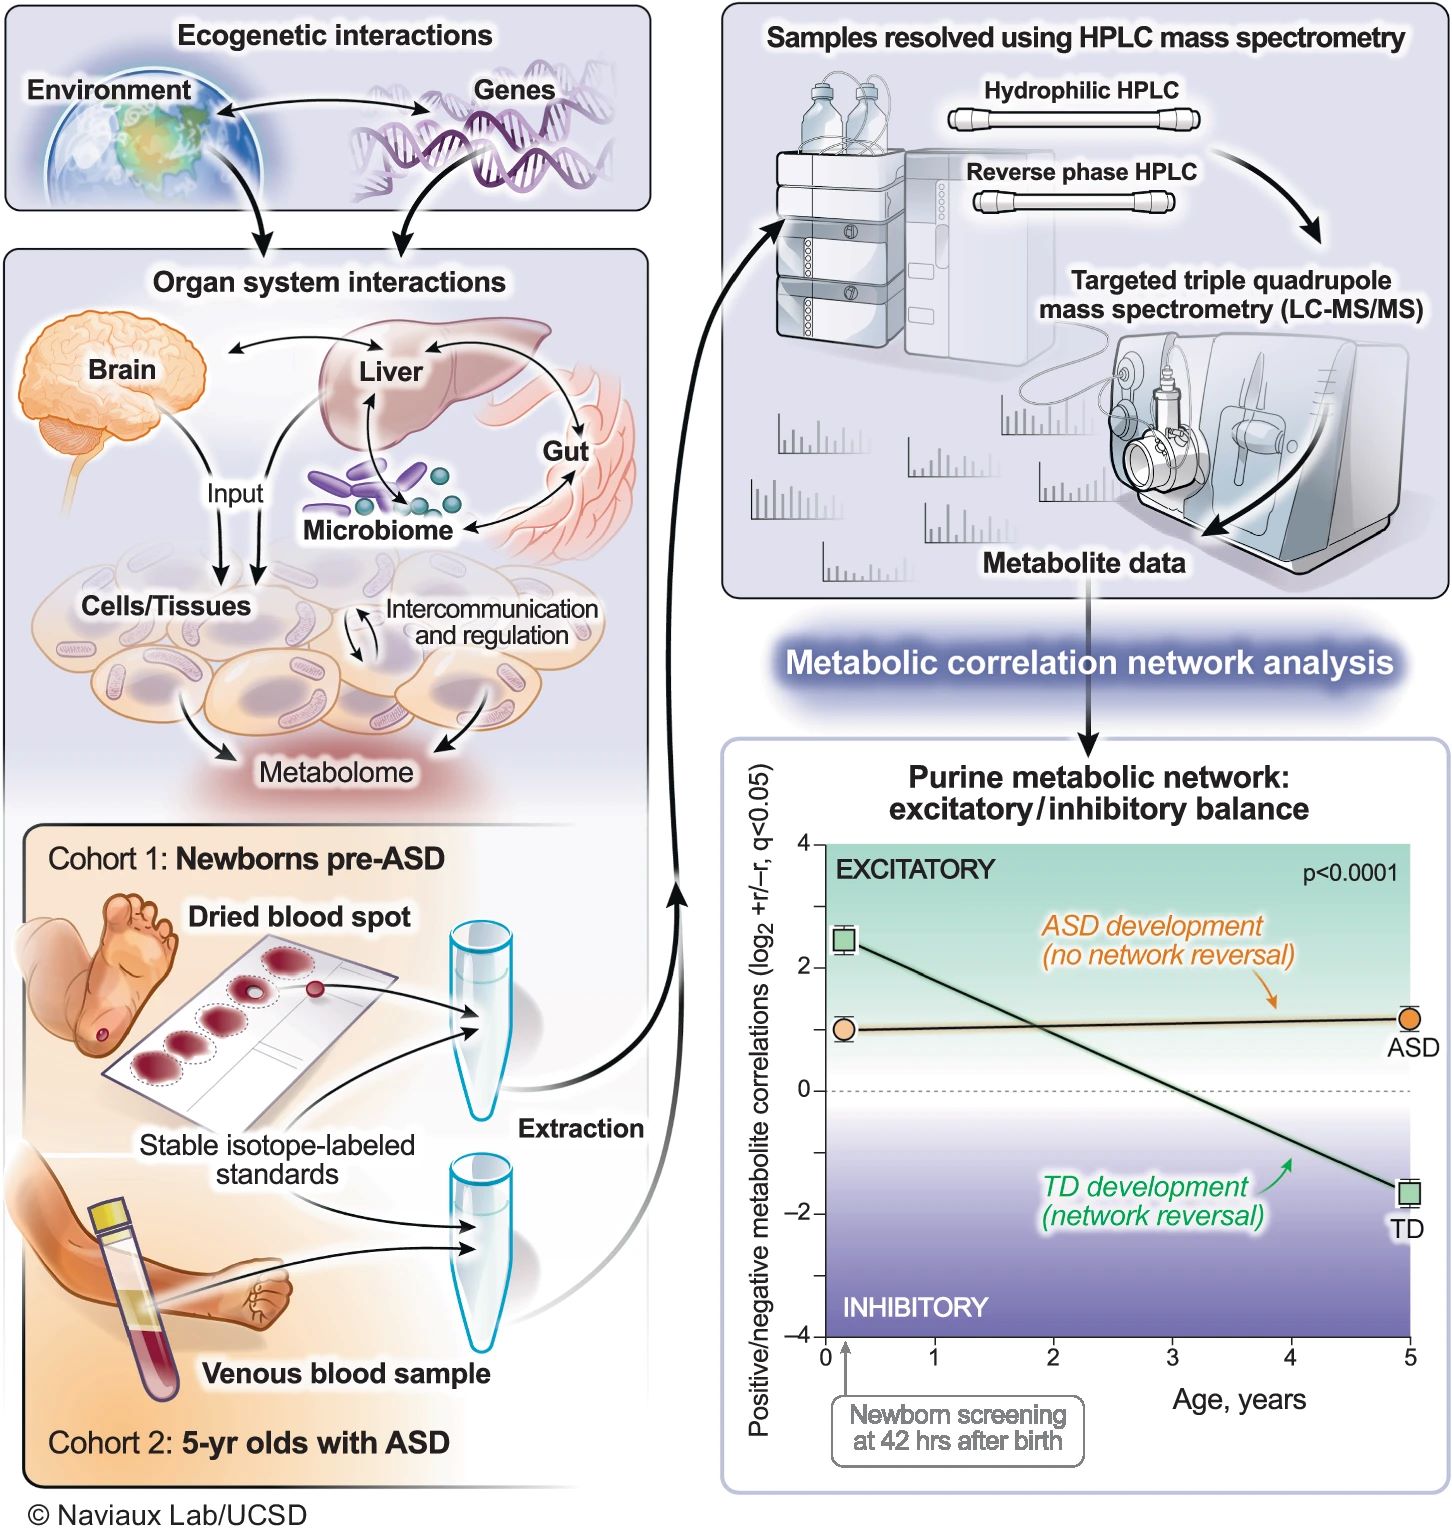 Ecogenetic interactions
Environment
Genes
Organ system interactions
Brain
Liver
Gut
Input
Microbiome
Cells/Tissues
Intercommunication
and regulation
Metabolome
Cohort 1: Newborns pre-ASD
Dried blood spot
Extraction
Stable isotope-labeled
standards
Venous blood sample
Cohort 2: 5-yr olds with ASD
© Naviaux Lab/UCSD
Samples resolved using HPLC mass spectrometry
Hydrophilic HPLC
Reverse phase HPLC
Targeted triple quadrupole
mass spectrometry (LC-MS/MS)
Metabolite data
Metabolic correlation network analysis
Purine metabolic network:
excitatory/inhibitory balance
Positive/negative metabolite correlations (log2 +r/–r, q<0.05)
4
2
0
–2
–4
EXCITATORY
p<0.0001
ASD development
(no network reversal)
ASD
TD development
(network reversal)
TD
INHIBITORY
0 1 2 3 4 5
Age, years
Newborn screening
at 42 hrs after birth